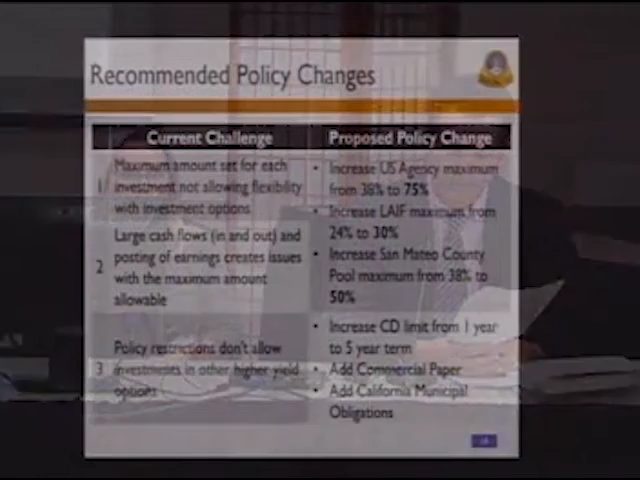 Recommended Policy Changes
Current Challenge
Proposed Policy Change
1
Maximum amount set for each
investment not allowing flexibility
with investment options
• Increase US Agency maximum
from 38% to 75%
• Increase LAIF maximum from
24% to 30%
2
Large cash flows (in and out) and
posting of earnings creates issues
with the maximum amount
allowable
• Increase San Mateo County
Pool maximum from 38% to
50%
3
Policy restrictions don't allow
investments in other higher yield
options
• Increase CD limit from 1 year
to 5 year term
• Add Commercial Paper
• Add California Municipal
Obligations